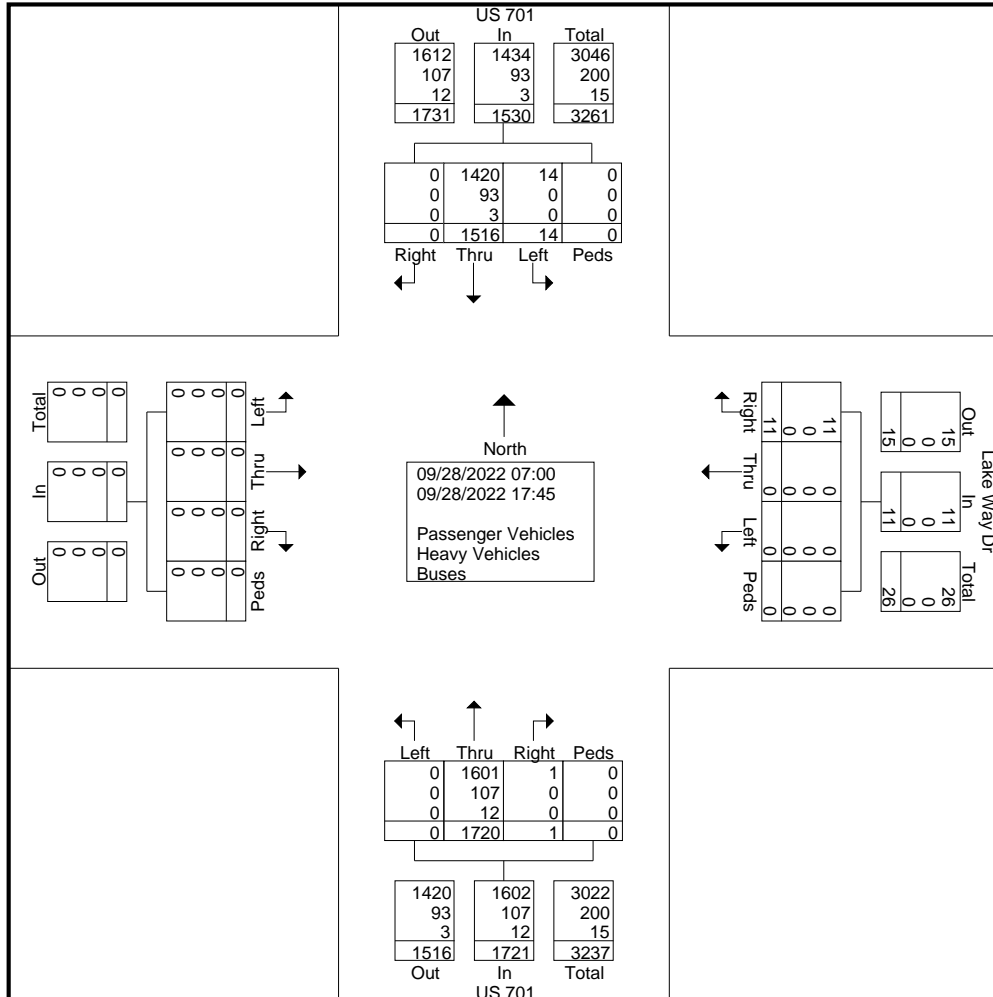 US 701
Out In Total
1612 1434 3046
107 93 200
12 3 15
1731 1530 3261
0 1420 14 0
0 93 0 0
0 3 0 0
0 1516 14 0
Right Thru Left Peds
Total
0 0 0 0
In
0 0 0 0
Out
0 0 0 0
Left
0 0 0 0
Thru
0 0 0 0
Right
0 0 0 0
Peds
0 0 0 0
North
09/28/2022 07:00
09/28/2022 17:45
Passenger Vehicles
Heavy Vehicles
Buses
Right
11 0 0 11
Thru
0 0 0 0
Left
0 0 0 0
Peds
0 0 0 0
Lake Way Dr
Out
15 0 0 15
In
11 0 0 11
Total
26 0 0 26
Left Thru Right Peds
0 1601 1 0
0 107 0 0
0 12 0 0
0 1720 1 0
1420 1602 3022
93 107 200
3 12 15
1516 1721 3237
Out In Total
US 701